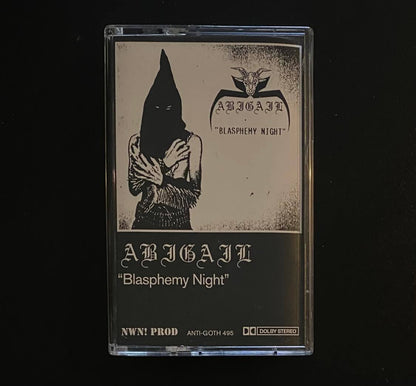 ABIGAIL
"BLASPHEMY NIGHT"
ABIGAIL
“Blasphemy Night”
NWN! PROD
ANTI-GOTH 495
DOLBY STEREO